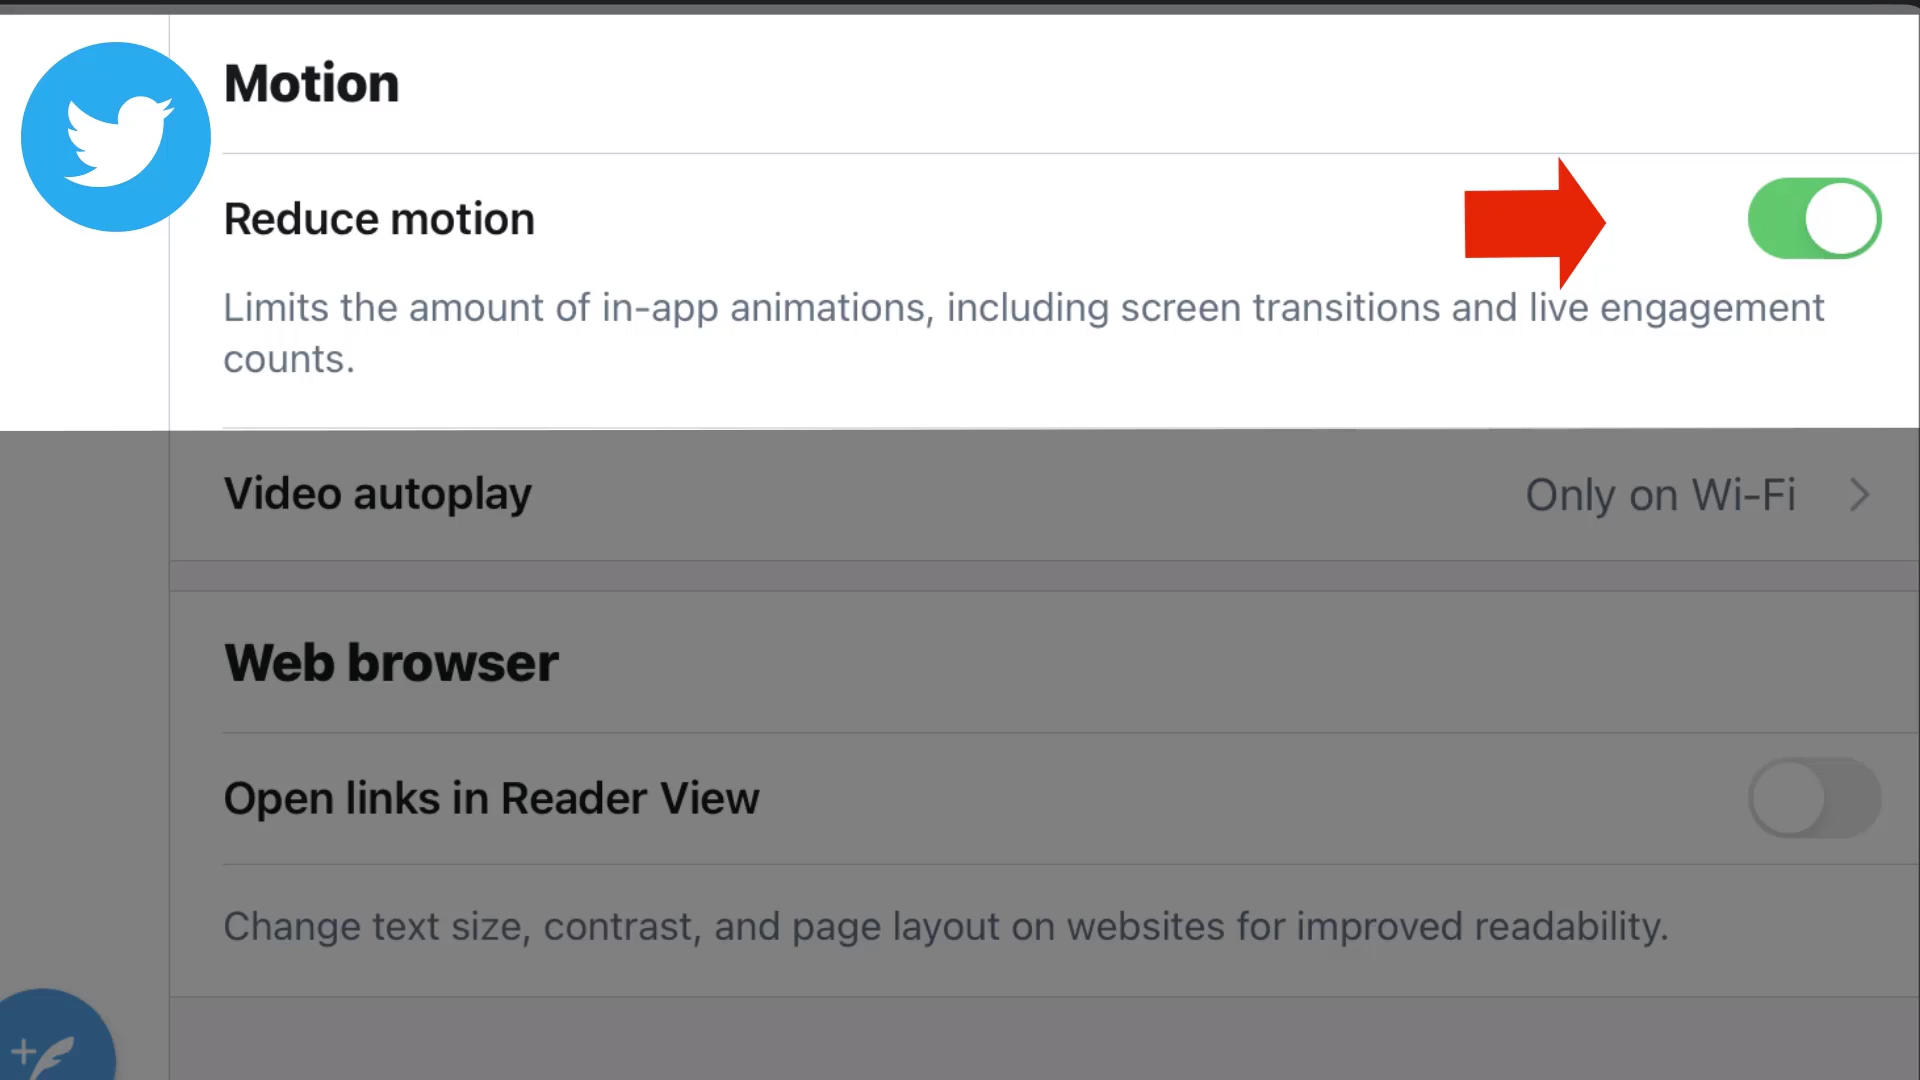 Motion
Reduce motion
Limits the amount of in-app animations, including screen transitions and live engagement
counts.
Video autoplay Only on Wi-Fi
Web browser
Open links in Reader View
Change text size, contrast, and page layout on websites for improved readability.